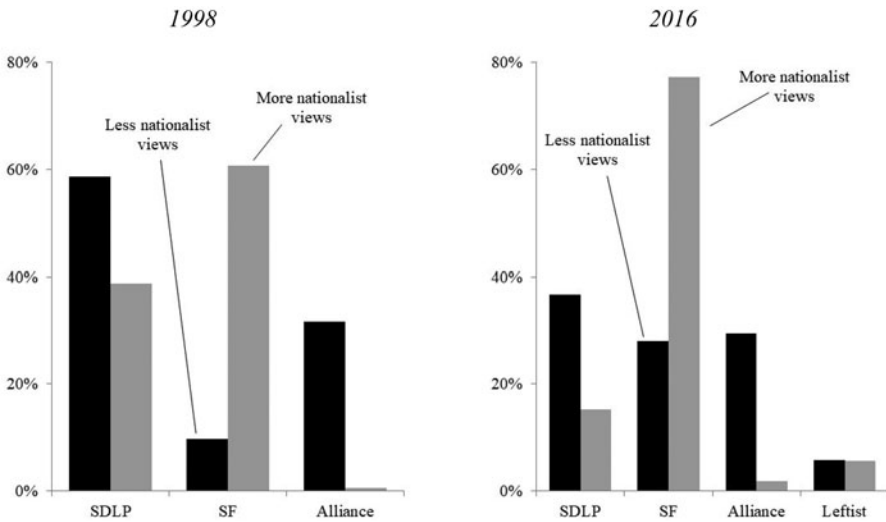 1998
80%
60%
40%
20%
0%
Less nationalist
views
More nationalist
views
SDLP
SF
Alliance
2016
80%
60%
40%
20%
0%
More nationalist
views
Less nationalist
views
SDLP
SF
Alliance
Leftist